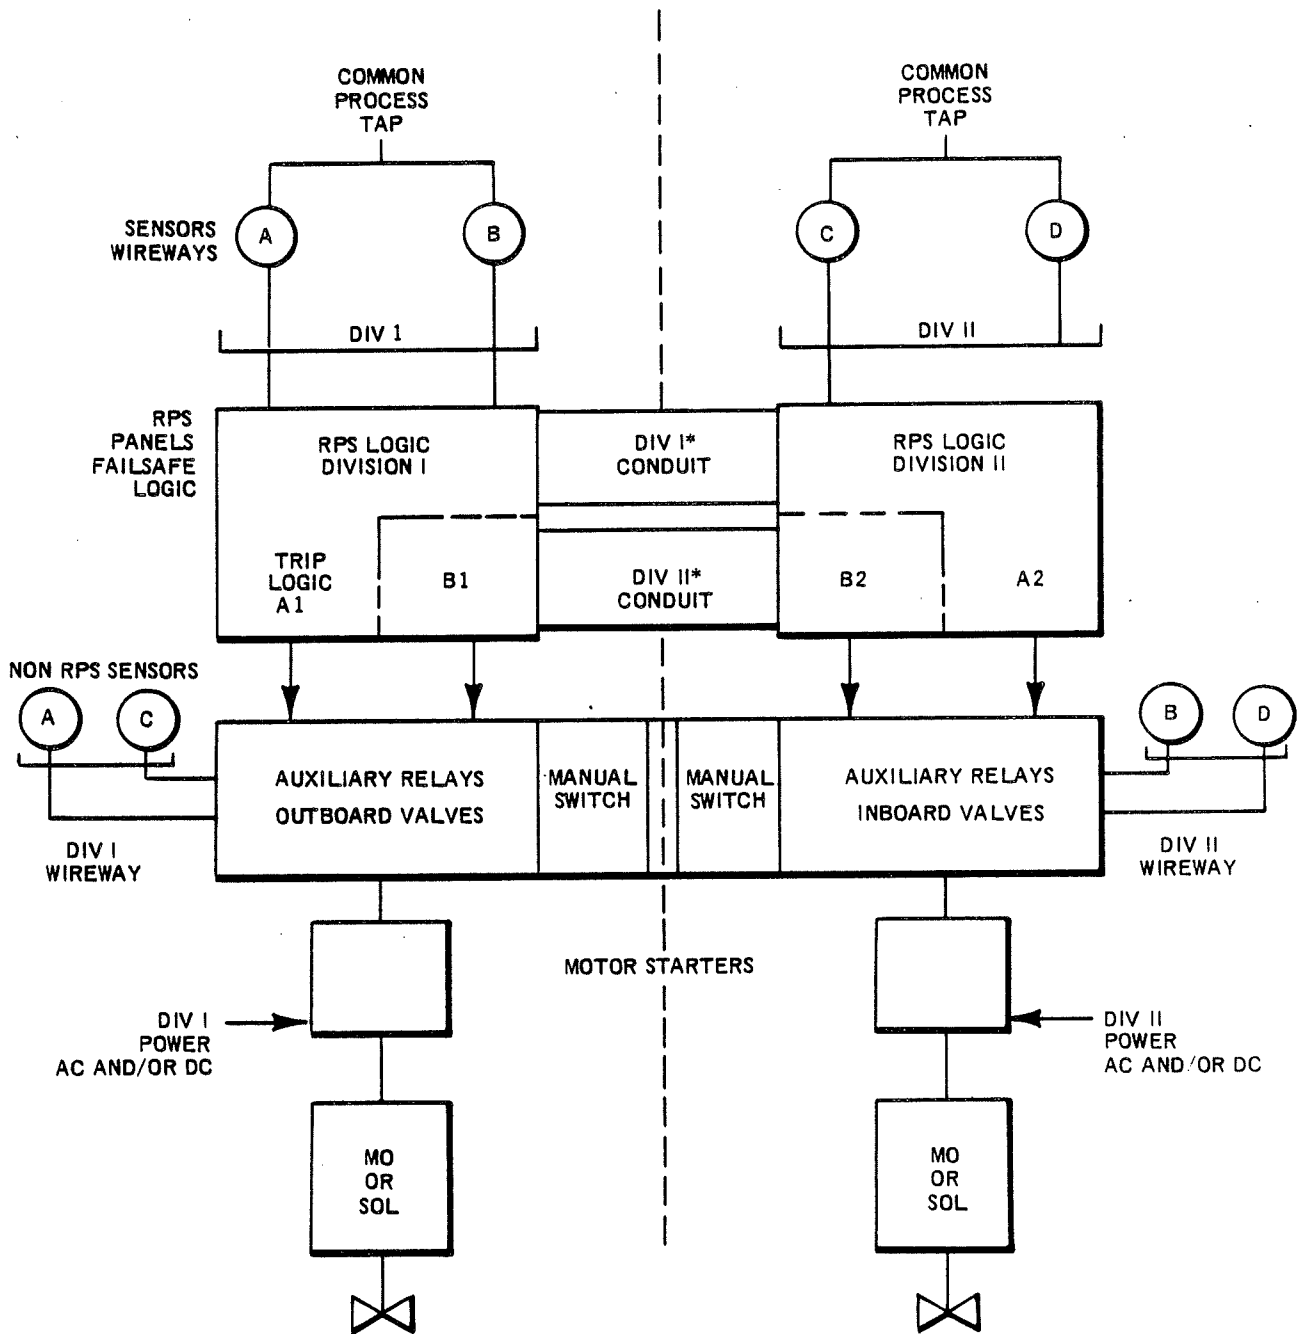 COMMON
PROCESS
TAP
COMMON
PROCESS
TAP
SENSORS
WIREWAYS
A
B
C
D
DIV 1
DIV II
RPS
PANELS
FAILSAFE
LOGIC
RPS LOGIC
DIVISION I
DIV I*
CONDUIT
RPS LOGIC
DIVISION II
TRIP
LOGIC
A1
B1
DIV II*
CONDUIT
B2
A2
NON RPS SENSORS
A
C
B
D
AUXILIARY RELAYS
OUTBOARD VALVES
MANUAL
SWITCH
MANUAL
SWITCH
AUXILIARY RELAYS
INBOARD VALVES
DIV I
WIREWAY
DIV II
WIREWAY
MOTOR STARTERS
DIV I
POWER
AC AND/OR DC
DIV II
POWER
AC AND/OR DC
MO
OR
SOL
MO
OR
SOL